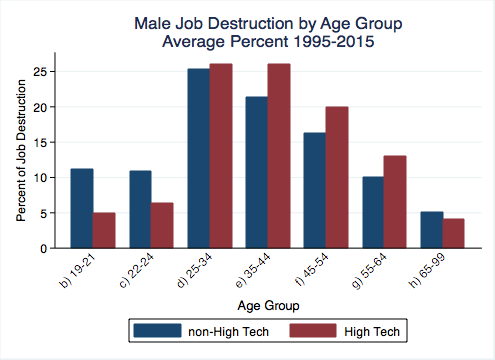 Male Job Destruction by Age Group
Average Percent 1995-2015
Percent of Job Destruction
25
20
15
10
5
0
b) 19-21
c) 22-24
d) 25-34
e) 35-44
f) 45-54
g) 55-64
h) 65-99
Age Group
non-High Tech
High Tech